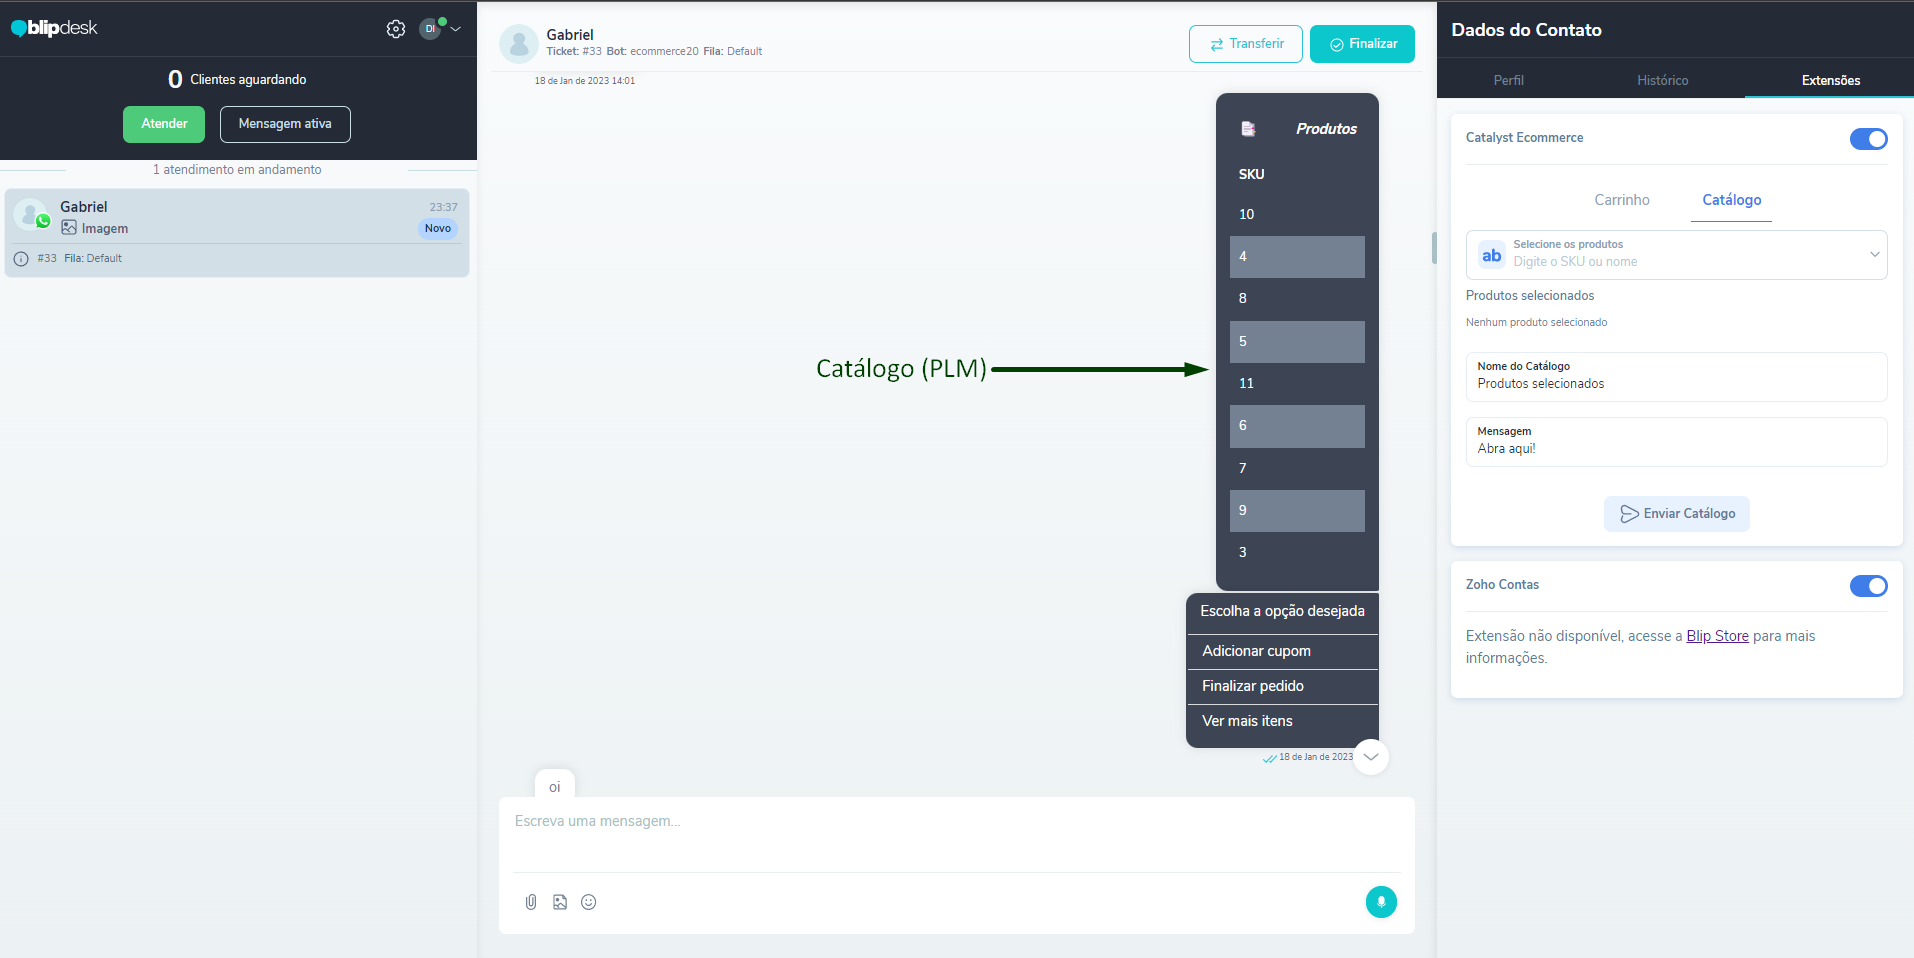 blipdesk
DI
0 Clientes aguardando
Atender
Mensagem ativa
1 atendimento em andamento
Gabriel
23:37
Imagem
Novo
#33 Fila: Default
Gabriel
Ticket: #33 Bot: ecommerce20 Fila: Default
Transferir
Finalizar
18 de Jan de 2023 14:01
Produtos
SKU
10
4
8
5
11
6
7
9
3
Catálogo (PLM)
Escolha a opção desejada
Adicionar cupom
Finalizar pedido
Ver mais itens
18 de Jan de 2023
oi
Escreva uma mensagem...
Dados do Contato
Perfil
Histórico
Extensões
Catalyst Ecommerce
Carrinho
Catálogo
ab
Selecione os produtos
Digite o SKU ou nome
Produtos selecionados
Nenhum produto selecionado
Nome do Catálogo
Produtos selecionados
Mensagem
Abra aqui!
Enviar Catálogo
Zoho Contas
Extensão não disponível, acesse a Blip Store para mais
informações.